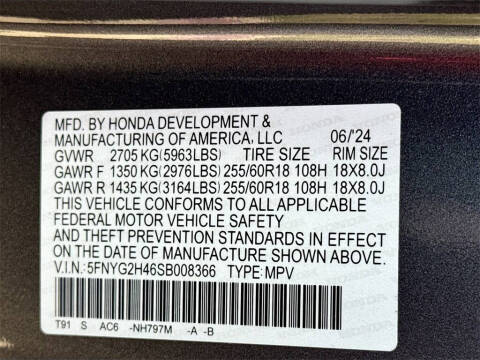 MFD. BY HONDA DEVELOPMENT &
MANUFACTURING OF AMERICA, LLC 06/'24
GVWR 2705 KG(5963LBS) TIRE SIZE RIM SIZE
GAWR F 1350 KG(2976LBS) 255/60R18 108H 18X8.0J
GAWR R 1435 KG(3164LBS) 255/60R18 108H 18X8.0J
THIS VEHICLE CONFORMS TO ALL APPLICABLE
FEDERAL MOTOR VEHICLE SAFETY
AND THEFT PREVENTION STANDARDS IN EFFECT
ON THE DATE OF MANUFACTURE SHOWN ABOVE.
V.I.N.:5FNYG2H46SB008366 TYPE:MPV
T91 S AC6 -NH797M -A -B